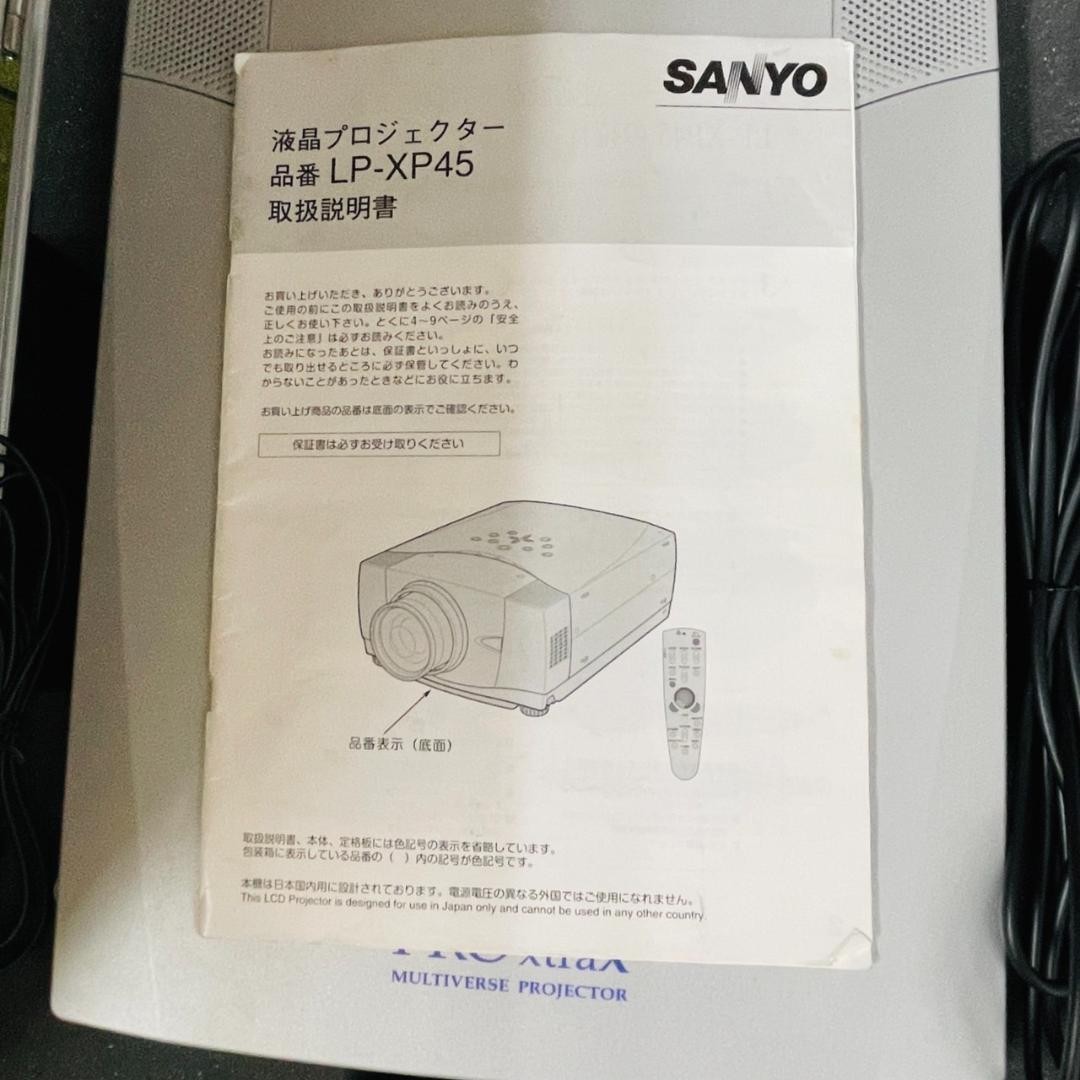 SANYO
液晶プロジェクター
品番 LP-XP45
取扱説明書
お買い上げいただき、ありがとうございます。
ご使用の前にこの取扱説明書をよくお読みのうえ、
正しくお使い下さい。とくに4〜9ページの「安全
上のご注意」は必ずお読みください。
お読みになったあとは、保証書といっしょに、いつ
でも取り出せるところに必ず保管してください。わ
からないことがあったときなどにお役に立ちます。
お買い上げ商品の品番は底面の表示でご確認ください。
保証書は必ずお受け取りください
品番表示（底面）
取扱説明書、本体、定格板には色記号の表示を省略しています。
包装箱に表示している品番の（ ）内の記号が色記号です。
本機は日本国内用に設計されております。電源電圧の異なる外国ではご使用になれません。
This LCD Projector is designed for use in Japan only and cannot be used in any other country.
PROxtraX
MULTIVERSE PROJECTOR